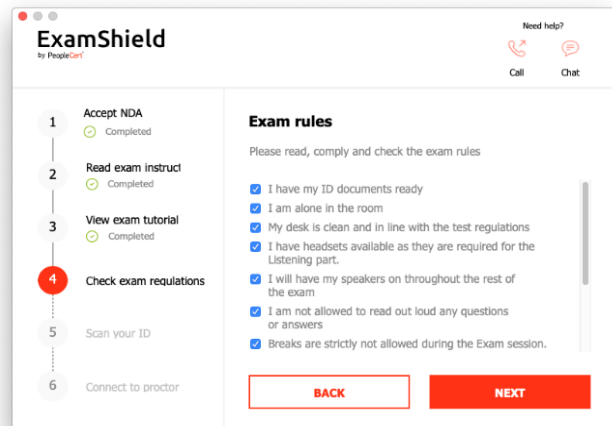 Need help?
ExamShield
by PeopleCert
Call
Chat
1
Accept NDA
Completed
2
Read exam instruct
Completed
3
View exam tutorial
Completed
4
Check exam regulations
5
Scan your ID
6
Connect to proctor
Exam rules
Please read, comply and check the exam rules
I have my ID documents ready
I am alone in the room
My desk is clean and in line with the test regulations
I have headsets available as they are required for the
Listening part.
I will have my speakers on throughout the rest of
the exam
I am not allowed to read out loud any questions
or answers
Breaks are strictly not allowed during the Exam session.
BACK
NEXT